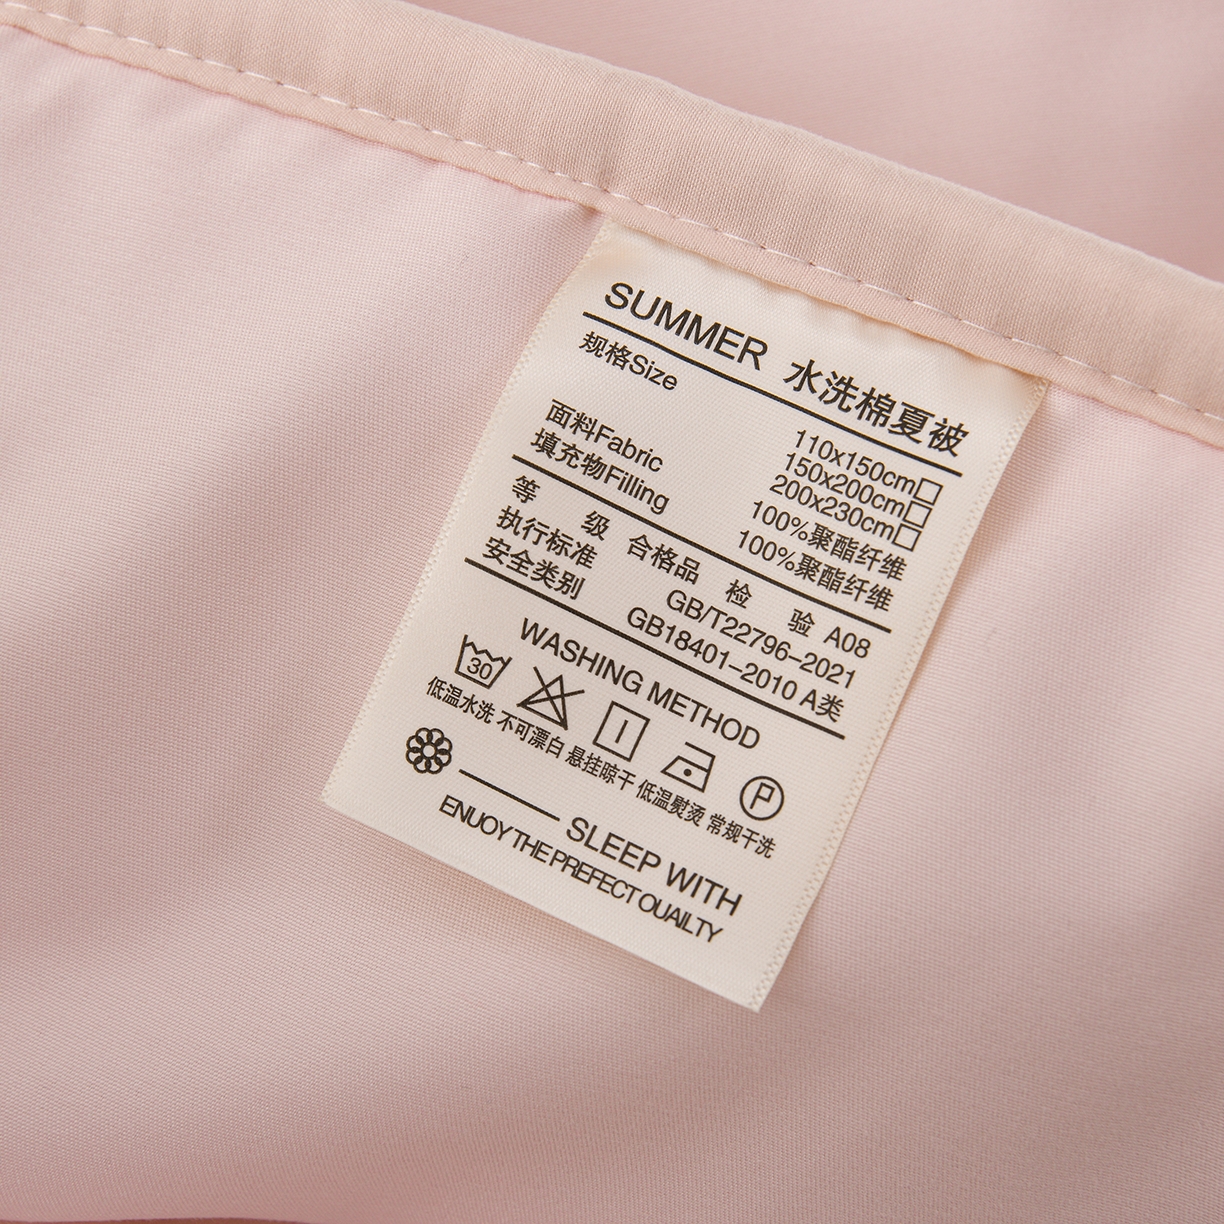 SUMMER 水洗棉夏被
规格Size 110x150cm□
150x200cm□
200x230cm□
面料Fabric 100%聚酯纤维
填充物Filling 100%聚酯纤维
等 级 合格品 检 验 A08
执行标准 GB/T22796-2021
安全类别 GB18401-2010 A类
WASHING METHOD
30
P
低温水洗 不可漂白 悬挂晾干 低温熨烫 常规干洗
SLEEP WITH
ENUOY THE PREFECT OUAILTY